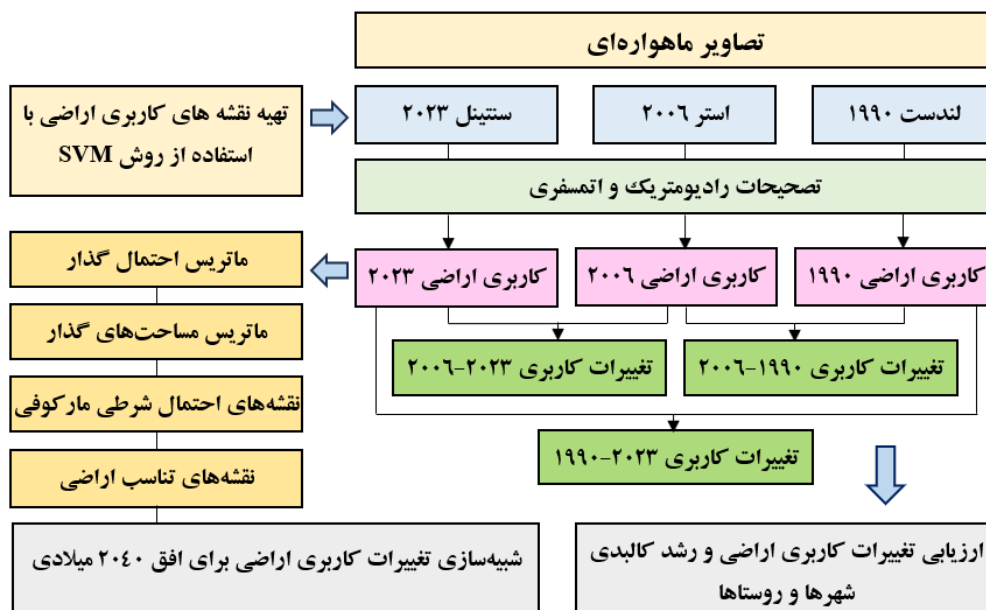 تصاویر ماهواره‌ای
لندست ۱۹۹۰
استر ۲۰۰۶
سنتینل ۲۰۲۳
تهیه نقشه های کاربری اراضی با
استفاده از روش SVM
تصحیحات رادیومتریك و اتمسفری
کاربری اراضی ۱۹۹۰
کاربری اراضی ۲۰۰۶
کاربری اراضی ۲۰۲۳
ماتریس احتمال گذار
ماتریس مساحت‌های گذار
نقشه‌های احتمال شرطی مارکوفی
نقشه‌های تناسب اراضی
تغییرات کاربری ۱۹۹۰-۲۰۰۶
تغییرات کاربری ۲۰۲۳-۲۰۰۶
تغییرات کاربری ۲۰۲۳-۱۹۹۰
ارزیابی تغییرات کاربری اراضی و رشد کالبدی
شهرها و روستاها
شبیه‌سازی تغییرات کاربری اراضی برای افق ۲۰٤۰ میلادی